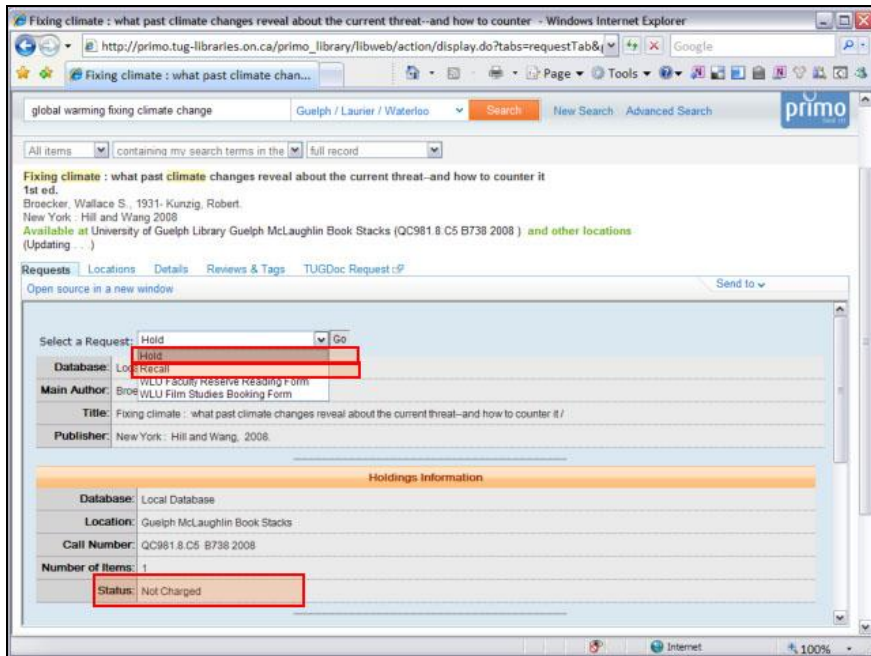 Fixing climate : what past climate changes reveal about the current threat--and how to counter - Windows Internet Explorer
http://primo.tug-libraries.on.ca/primo_library/libweb/action/display.do?tabs=requestTab&
Google
Fixing climate : what past climate chan...
Page Tools
global warming fixing climate change
Guelph / Laurier / Waterloo
Search
New Search Advanced Search
primo
All items
containing my search terms in the
full record
Fixing climate : what past climate changes reveal about the current threat--and how to counter it
1st ed.
Broecker, Wallace S., 1931- Kunzig, Robert.
New York : Hill and Wang 2008
Available at University of Guelph Library Guelph McLaughlin Book Stacks (QC981.8.C5 B738 2008 ) and other locations
(Updating . . .)
Requests Locations Details Reviews & Tags TUGDoc Request
Open source in a new window
Send to
Select a Request: Hold Go
Hold
Database: Loc
Recall
WLU Faculty Reserve Reading Form
Main Author: Broe
WLU Film Studies Booking Form
Title: Fixing climate : what past climate changes reveal about the current threat--and how to counter it /
Publisher: New York : Hill and Wang, 2008.
Holdings Information
Database: Local Database
Location: Guelph McLaughlin Book Stacks
Call Number: QC981.8.C5 B738 2008
Number of Items: 1
Status: Not Charged
Internet
100%